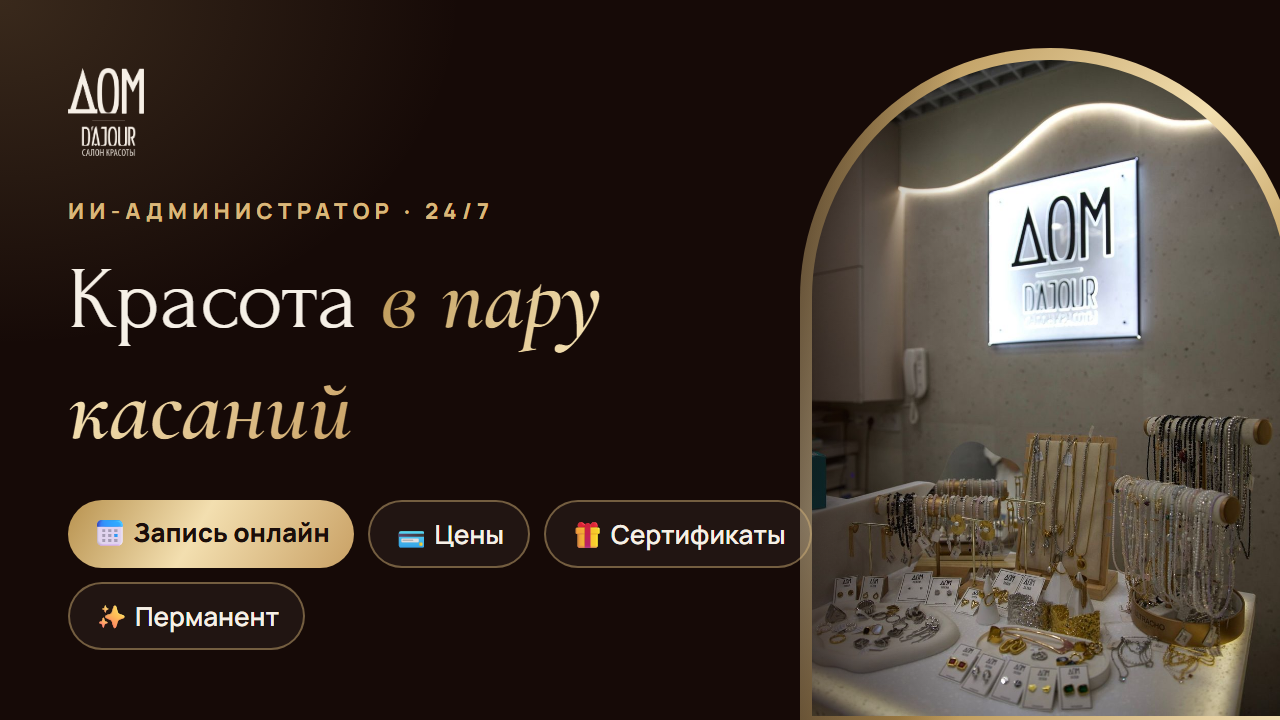 ДОМ
D'AJOUR
САЛОН КРАСОТЫ
ИИ-АДМИНИСТРАТОР · 24/7
Красота в пару
касаний
Запись онлайн
Цены
Сертификаты
Перманент
ДОМ
D'AJOUR